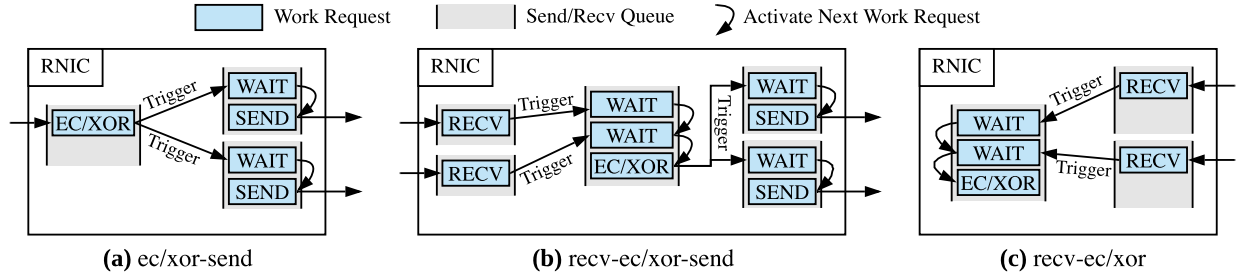 Work Request
Send/Recv Queue
Activate Next Work Request
RNIC
EC/XOR
Trigger
Trigger
WAIT
SEND
WAIT
SEND
(a) ec/xor-send
RNIC
RECV
RECV
Trigger
Trigger
WAIT
WAIT
EC/XOR
Trigger
WAIT
SEND
WAIT
SEND
(b) recv-ec/xor-send
RNIC
WAIT
WAIT
EC/XOR
Trigger
Trigger
RECV
RECV
(c) recv-ec/xor